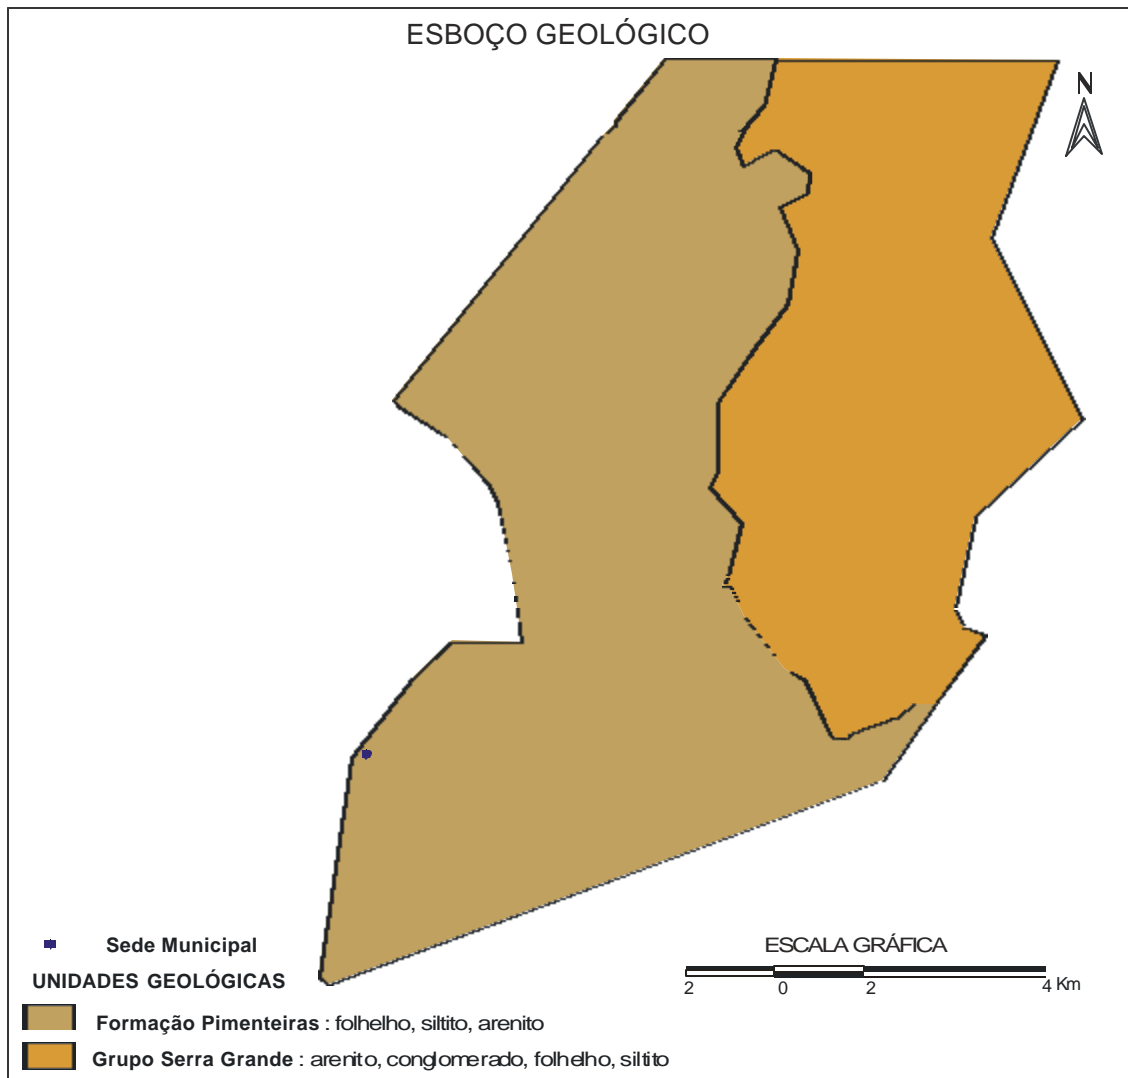 ESBOÇO GEOLÓGICO
N
Sede Municipal
ESCALA GRÁFICA
2 0 2 4 Km
UNIDADES GEOLÓGICAS
Formação Pimenteiras : folhelho, siltito, arenito
Grupo Serra Grande : arenito, conglomerado, folhelho, siltito